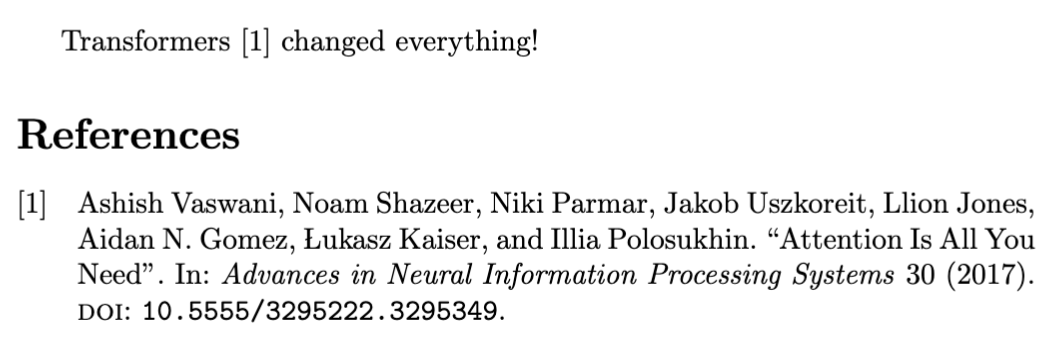 Transformers [1] changed everything!
References
[1] Ashish Vaswani, Noam Shazeer, Niki Parmar, Jakob Uszkoreit, Llion Jones,
Aidan N. Gomez, Łukasz Kaiser, and Illia Polosukhin. “Attention Is All You
Need”. In: Advances in Neural Information Processing Systems 30 (2017).
DOI: 10.5555/3295222.3295349.